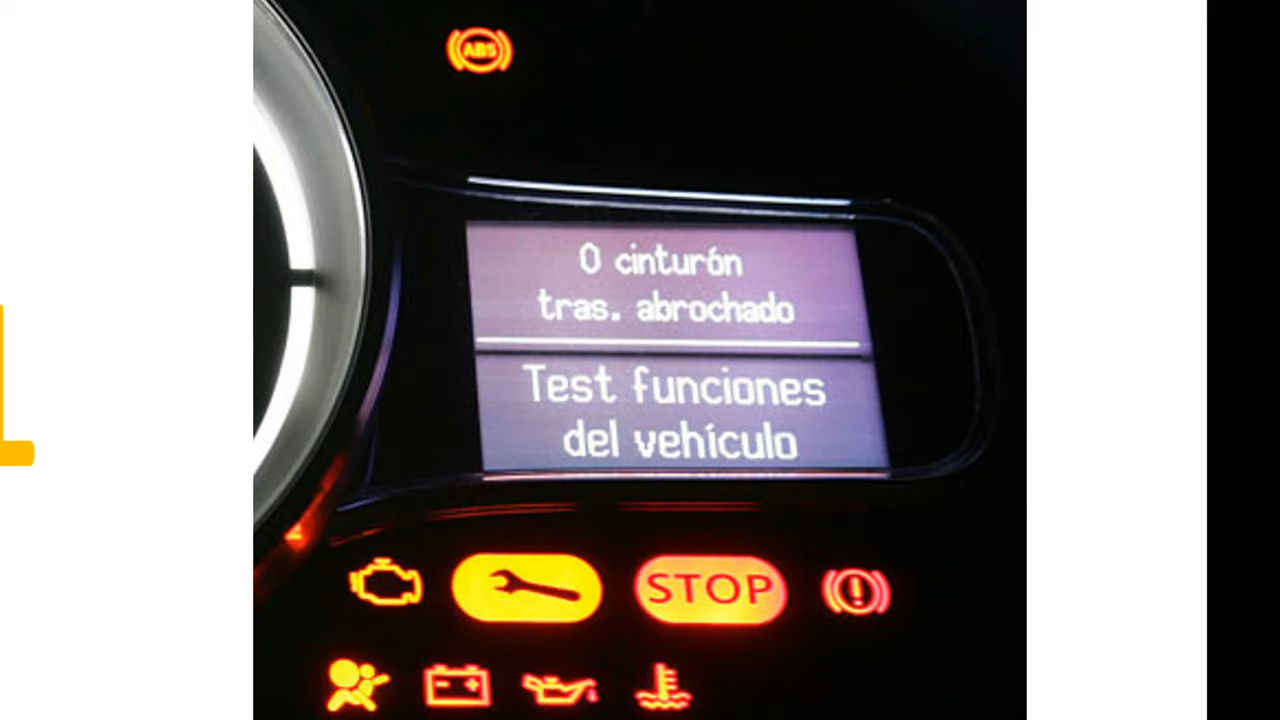 ABS
0 cinturón
tras. abrochado
Test funciones
del vehículo
STOP